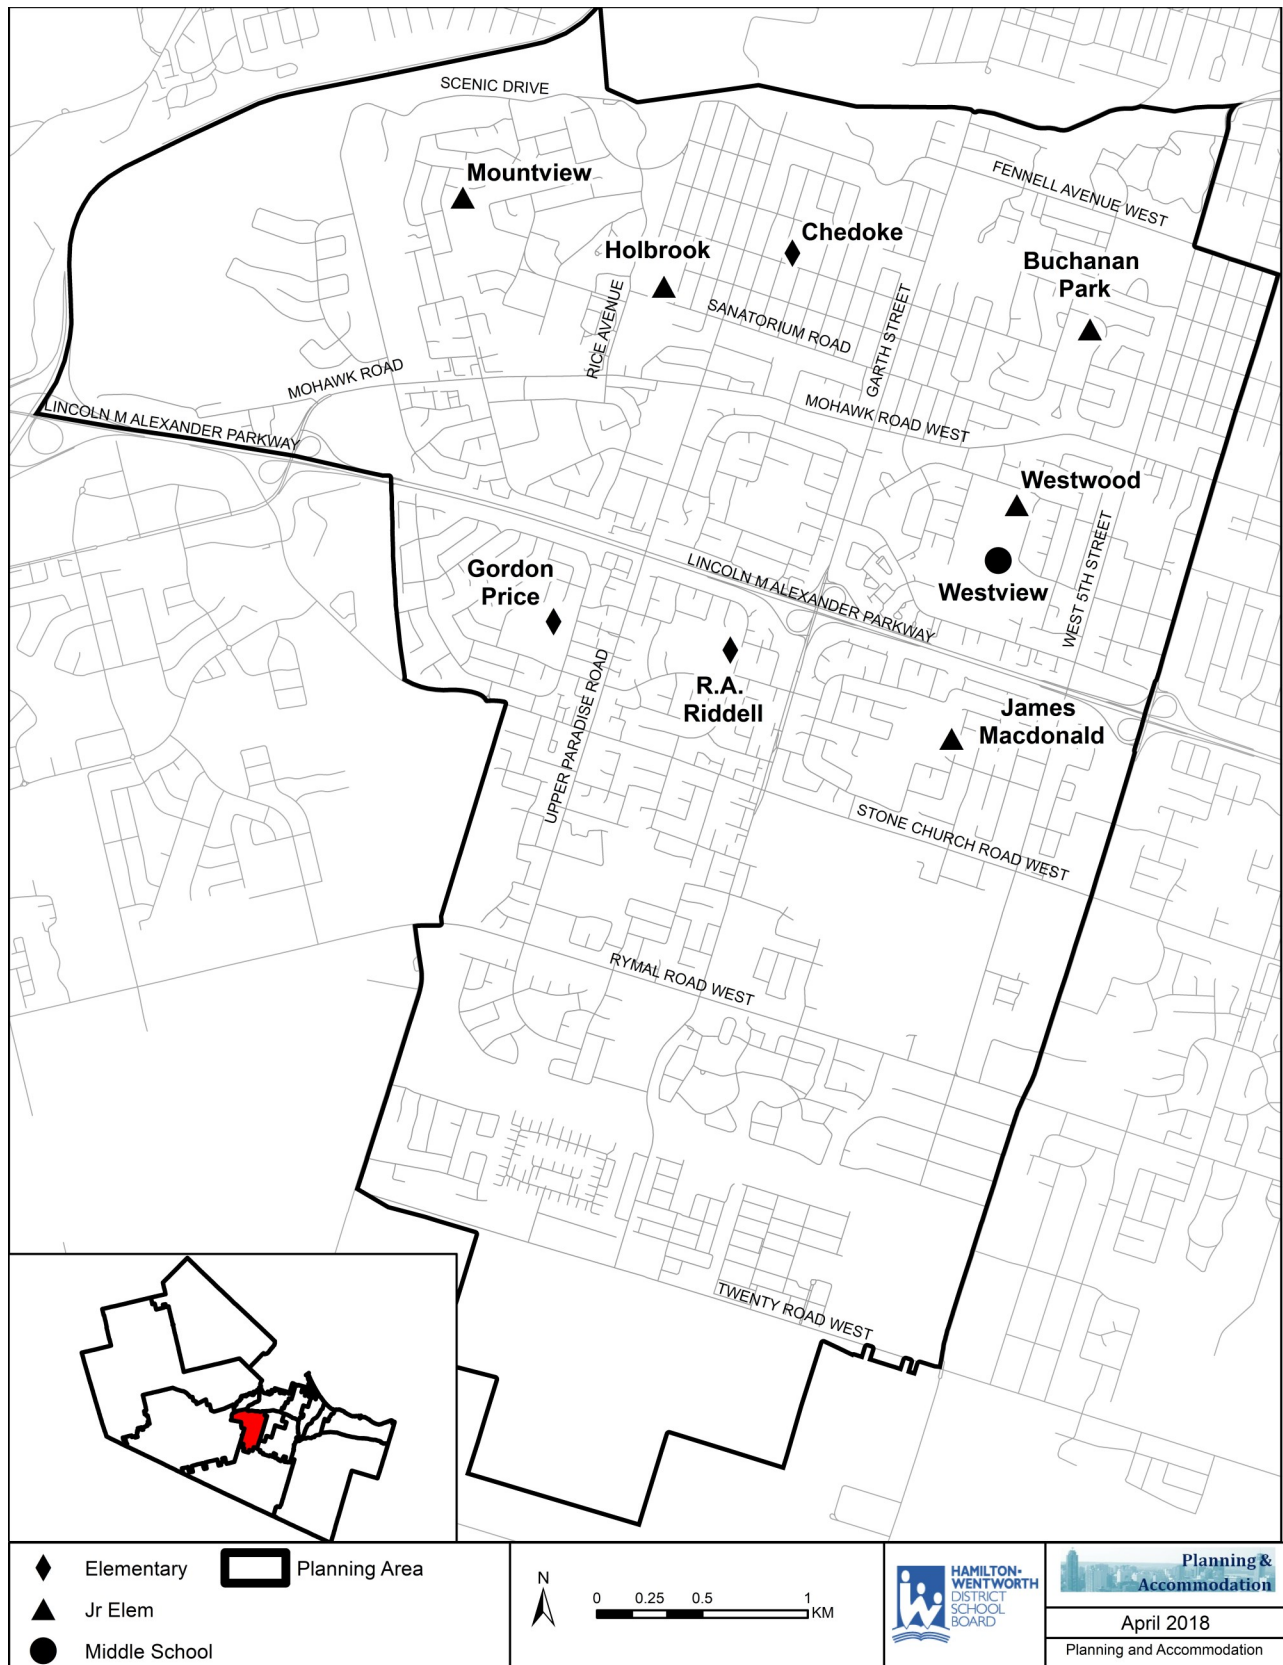 SCENIC DRIVE
Mountview
FENNELL AVENUE WEST
Chedoke
Holbrook
Buchanan
Park
RICE AVENUE
SANATORIUM ROAD
GARTH STREET
MOHAWK ROAD
MOHAWK ROAD WEST
LINCOLN M ALEXANDER PARKWAY
Westwood
WEST 5TH STREET
Gordon
Price
LINCOLN M ALEXANDER PARKWAY
Westview
UPPER PARADISE ROAD
R.A.
Riddell
James
Macdonald
STONE CHURCH ROAD WEST
RYMAL ROAD WEST
TWENTY ROAD WEST
Elementary
Planning Area
Jr Elem
Middle School
N
0 0.25 0.5 1
KM
HAMILTON-
WENTWORTH
DISTRICT
SCHOOL
BOARD
Planning &
Accommodation
April 2018
Planning and Accommodation